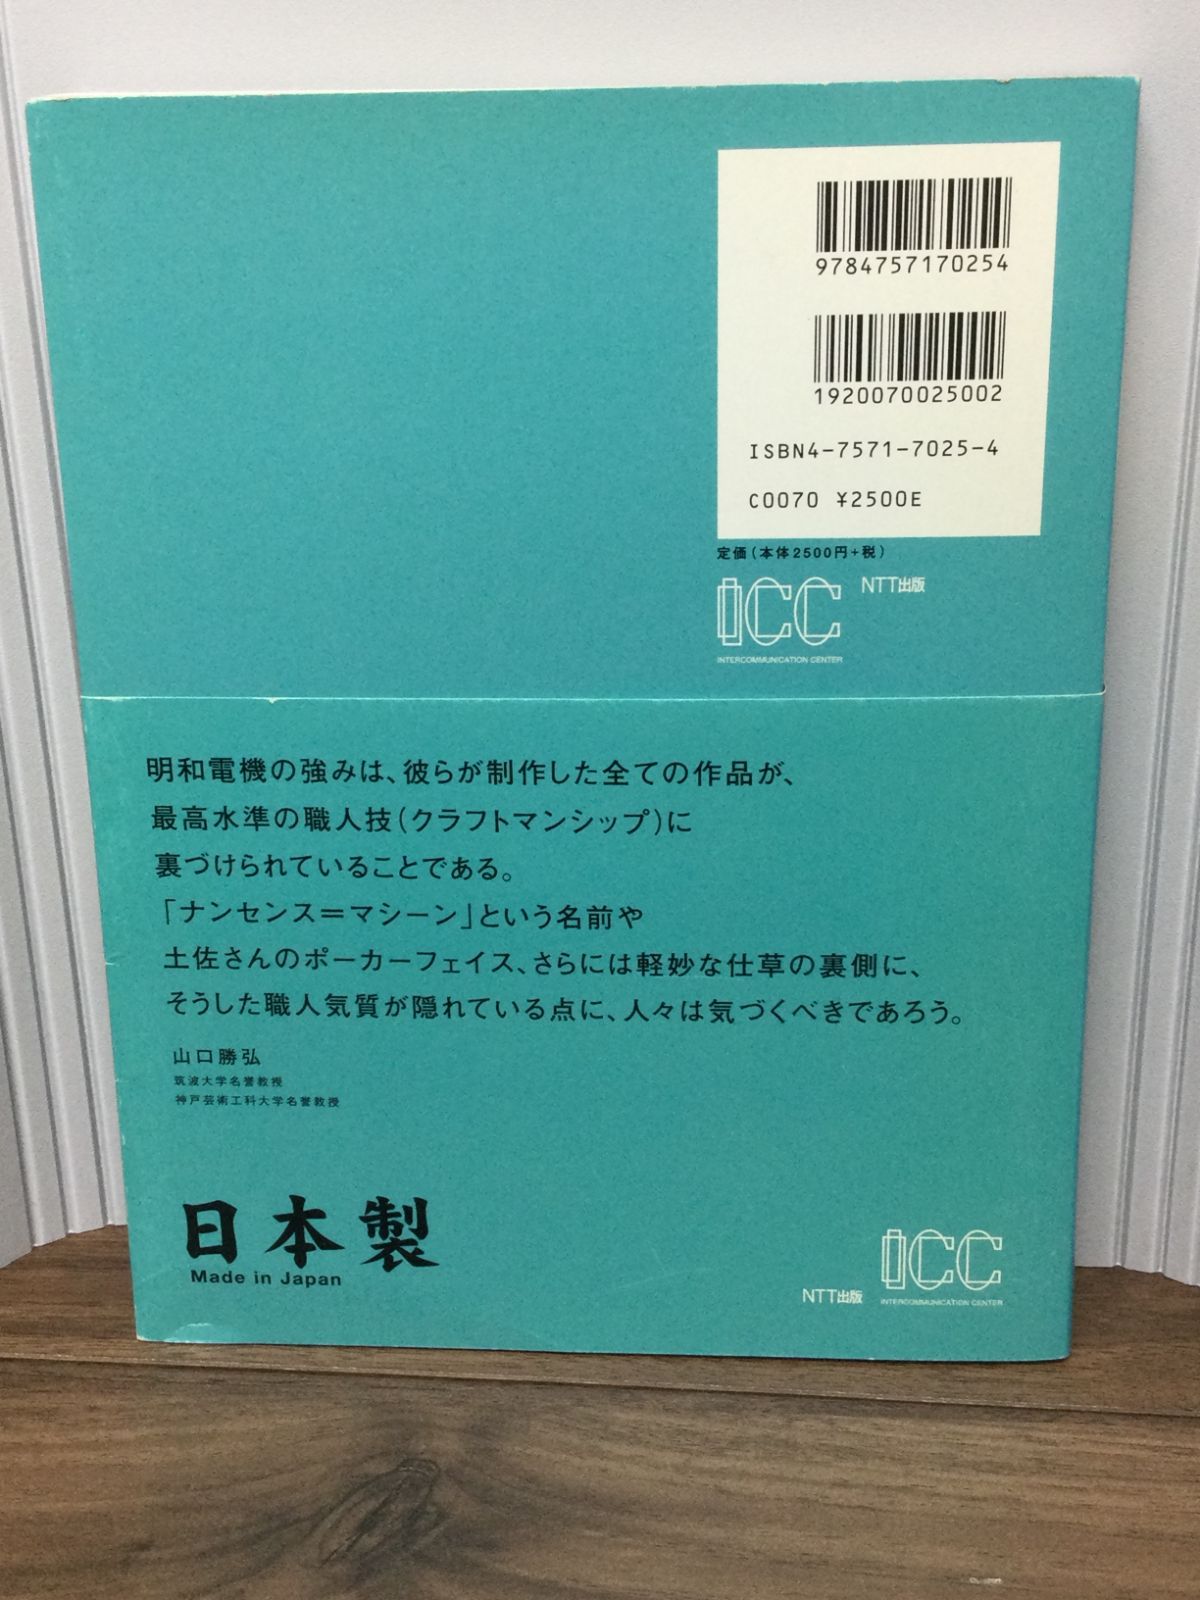 9784757170254
1920070025002
ISBN4-7571-7025-4
C0070 ¥2500E
定価(本体2500円+税)
ICC
INTERCOMMUNICATION CENTER
NTT出版
明和電機の強みは、彼らが制作した全ての作品が、
最高水準の職人技(クラフトマンシップ)に
裏づけられていることである。
「ナンセンス=マシーン」という名前や
土佐さんのポーカーフェイス、さらには軽妙な仕草の裏側に、
そうした職人気質が隠れている点に、人々は気づくべきであろう。
山口勝弘
筑波大学名誉教授
神戸芸術工科大学名誉教授
日本製
Made in Japan
NTT出版
ICC
INTERCOMMUNICATION CENTER